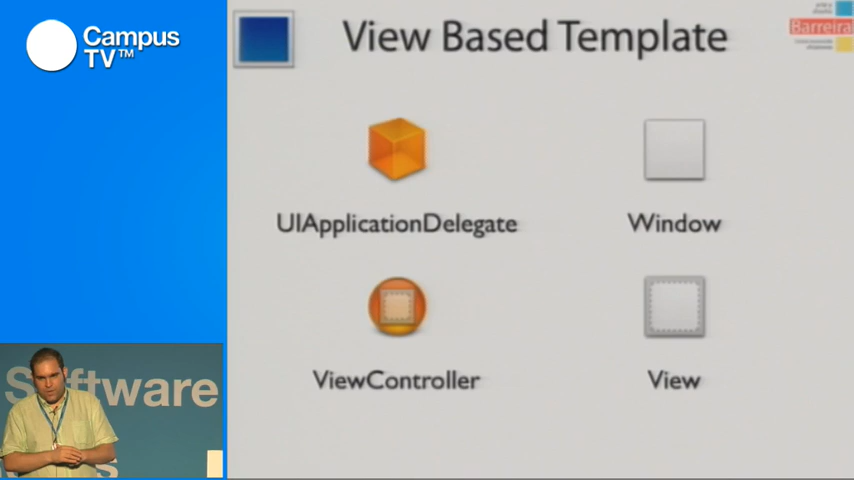 Campus
TV™
View Based Template
Barreira
UIApplicationDelegate
Window
ViewController
View
Software